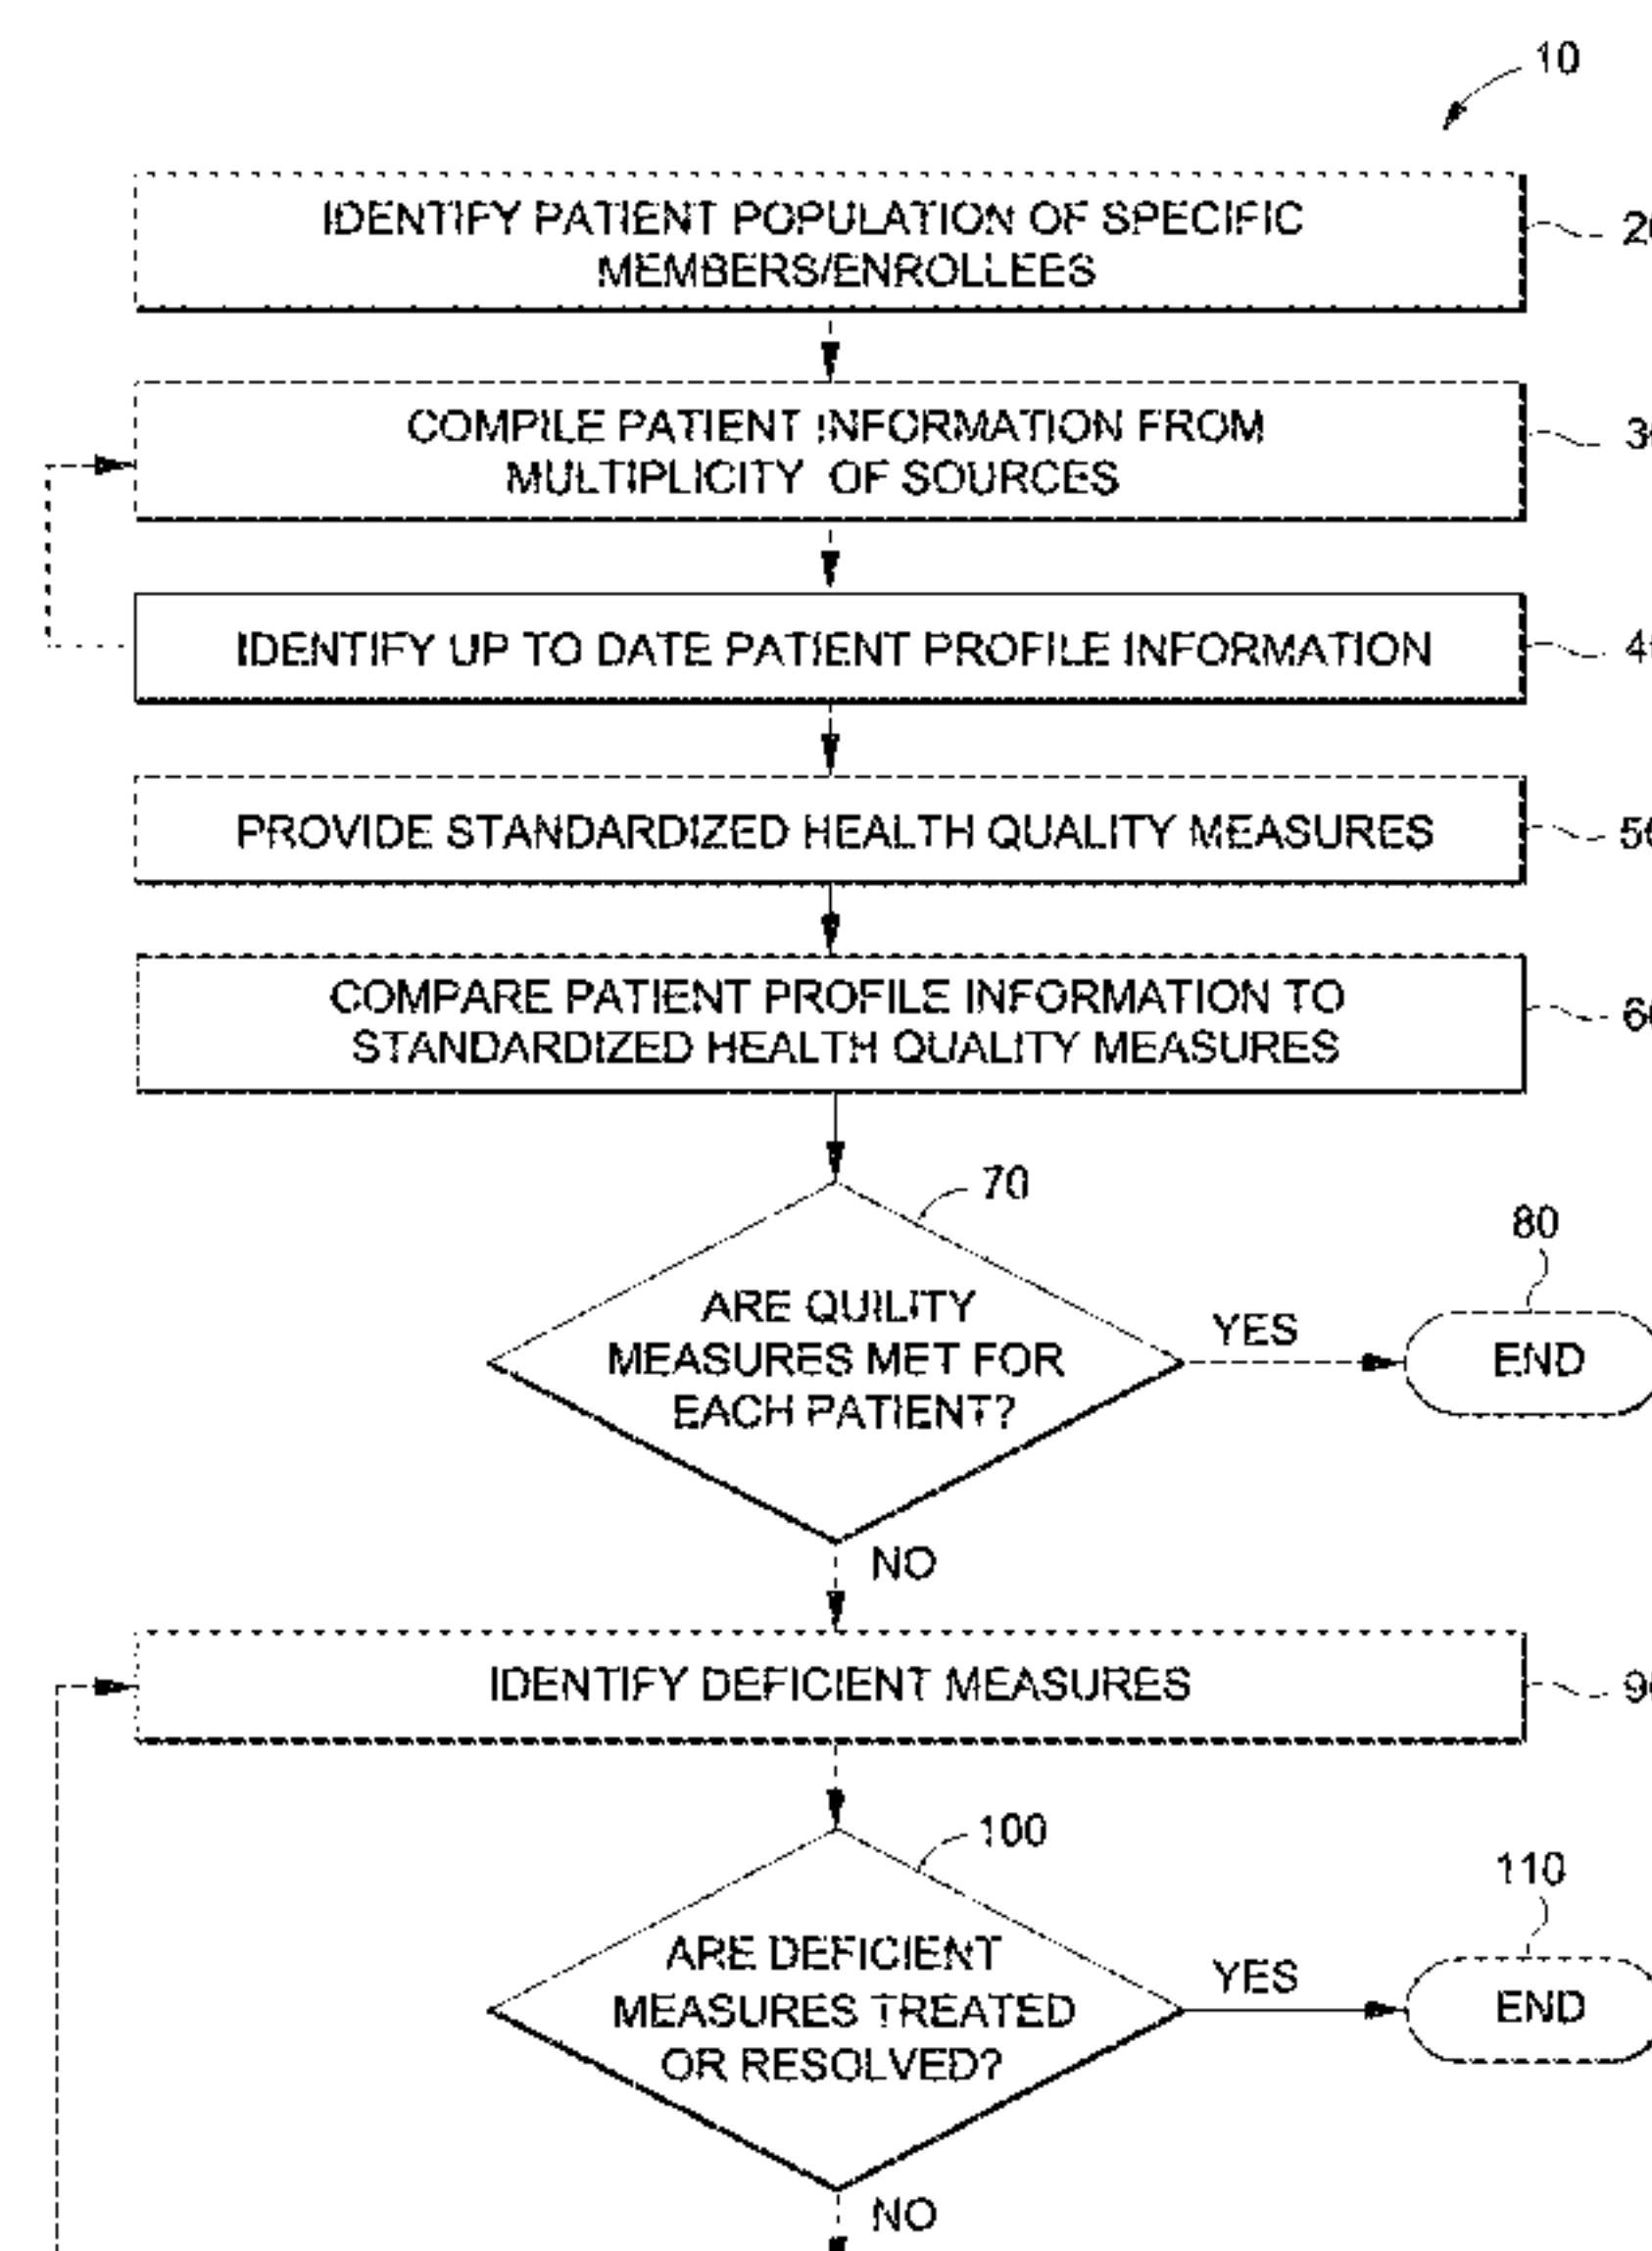 10
IDENTIFY PATIENT POPULATION OF SPECIFIC
MEMBERS/ENROLLEES
COMPILE PATIENT INFORMATION FROM
MULTIPLICITY OF SOURCES
IDENTIFY UP TO DATE PATIENT PROFILE INFORMATION
PROVIDE STANDARDIZED HEALTH QUALITY MEASURES
COMPARE PATIENT PROFILE INFORMATION TO
STANDARDIZED HEALTH QUALITY MEASURES
70
80
ARE QUILITY
MEASURES MET FOR
EACH PATIENT?
YES
END
NO
IDENTIFY DEFICIENT MEASURES
100
110
ARE DEFICIENT
MEASURES TREATED
OR RESOLVED?
YES
END
NO